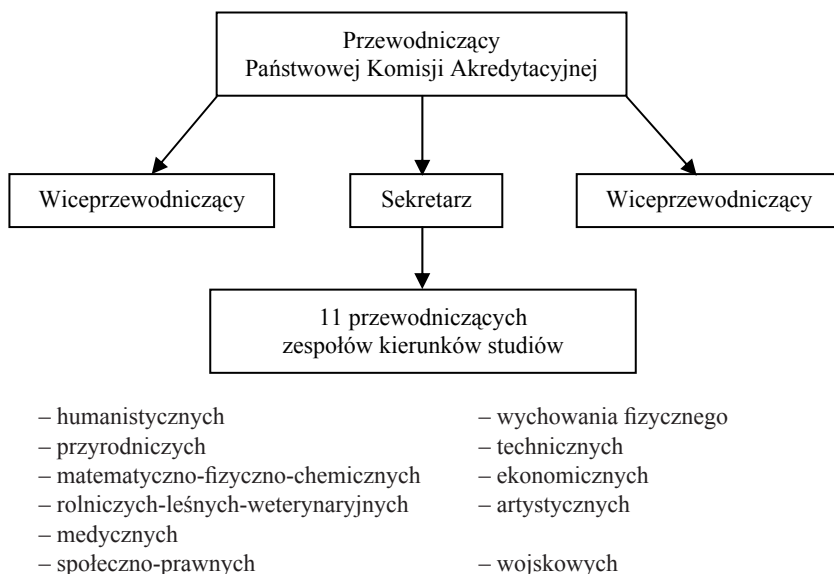 Przewodniczący
Państwowej Komisji Akredytacyjnej
Wiceprzewodniczący
Sekretarz
Wiceprzewodniczący
11 przewodniczących
zespołów kierunków studiów
– humanistycznych
– przyrodniczych
– matematyczno-fizyczno-chemicznych
– rolniczych-leśnych-weterynaryjnych
– medycznych
– społeczno-prawnych
– wychowania fizycznego
– technicznych
– ekonomicznych
– artystycznych
– wojskowych